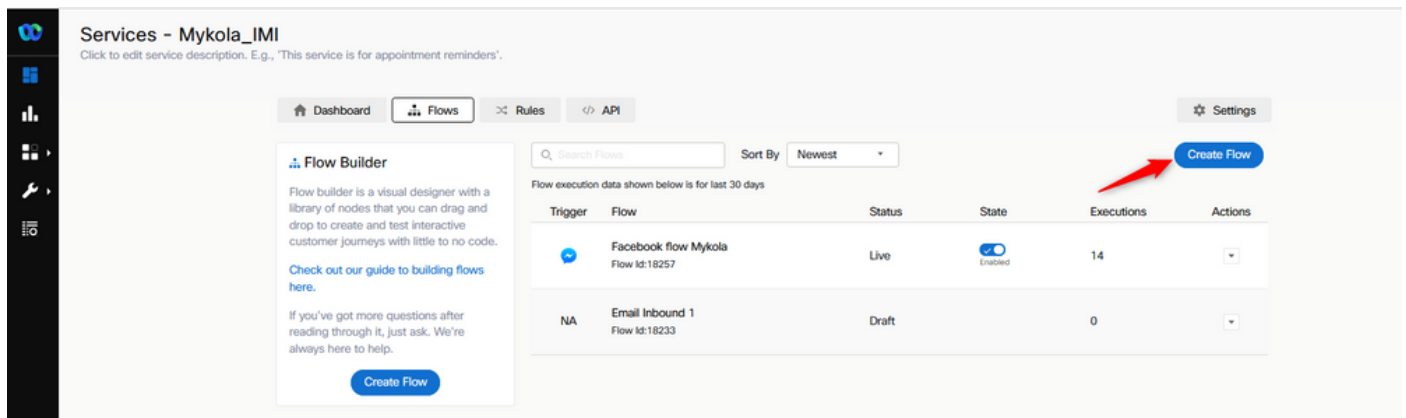 Services - Mykola_IMI
Click to edit service description. E.g., 'This service is for appointment reminders'.
Dashboard
Flows
Rules
</> API
Settings
Flow Builder
Flow builder is a visual designer with a
library of nodes that you can drag and
drop to create and test interactive
customer journeys with little to no code.
Check out our guide to building flows
here.
If you've got more questions after
reading through it, just ask. We're
always here to help.
Create Flow
Search Flows
Sort By
Newest
Create Flow
Flow execution data shown below is for last 30 days
Trigger Flow Status State Executions Actions
Facebook flow Mykola
Flow Id:18257
Live
Enabled
14
NA
Email Inbound 1
Flow Id:18233
Draft
0